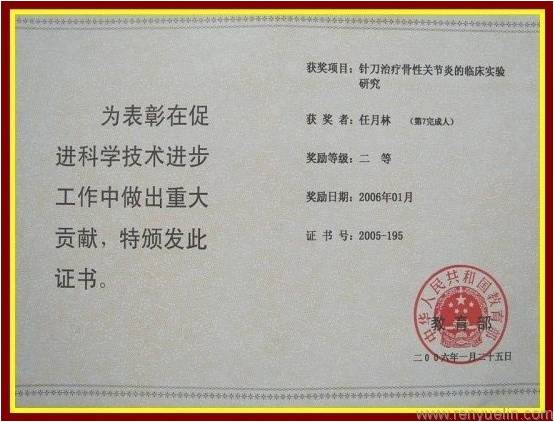 为表彰在促
进科学技术进步
工作中做出重大
贡献，特颁发此
证书。
获奖项目：针刀治疗骨性关节炎的临床实验
研究
获 奖 者：任月林 （第7完成人）
奖励等级：二 等
奖励日期：2006年01月
证 书 号：2005-195
中华人民共和国教育部
教 育 部
二00六年一月二十五日
www.renyuelin.com